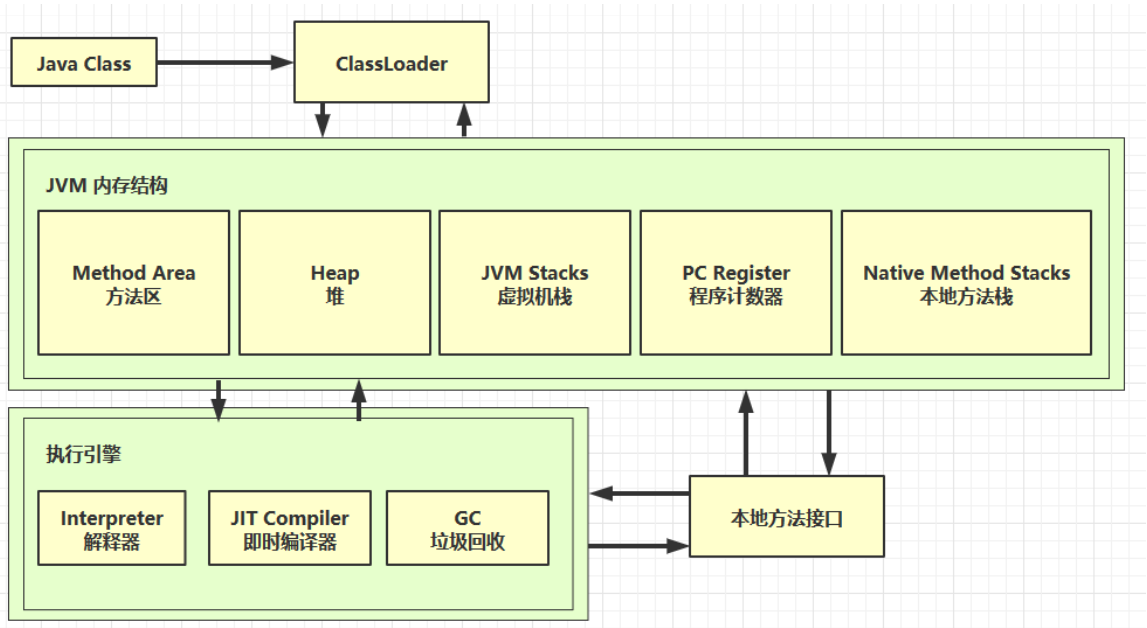 Java Class
ClassLoader
JVM 内存结构
Method Area
方法区
Heap
堆
JVM Stacks
虚拟机栈
PC Register
程序计数器
Native Method Stacks
本地方法栈
执行引擎
Interpreter
解释器
JIT Compiler
即时编译器
GC
垃圾回收
本地方法接口